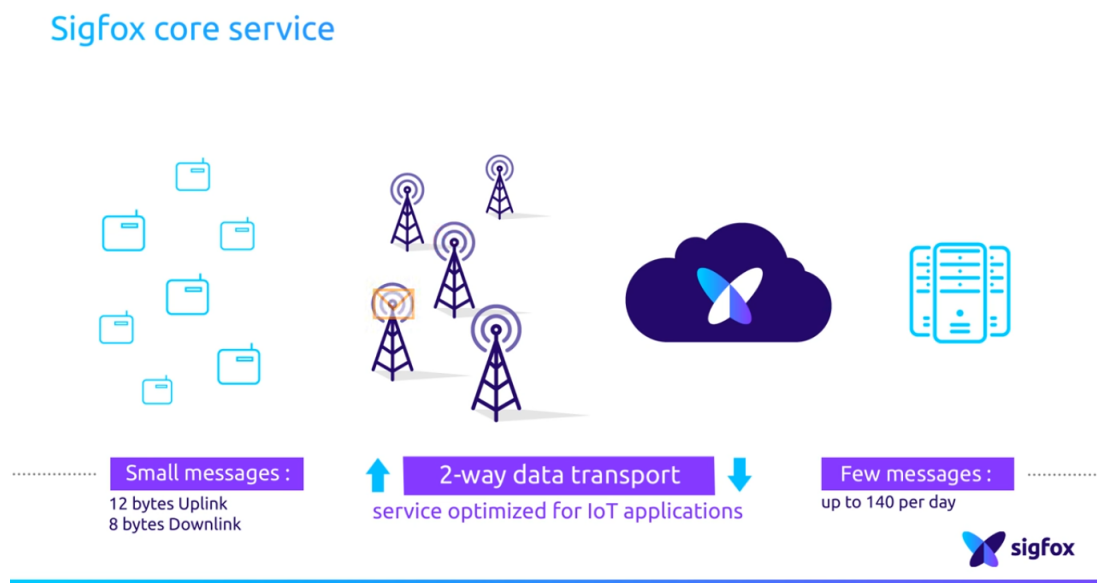 Sigfox core service
Small messages :
12 bytes Uplink
8 bytes Downlink
2-way data transport
service optimized for IoT applications
Few messages :
up to 140 per day
sigfox